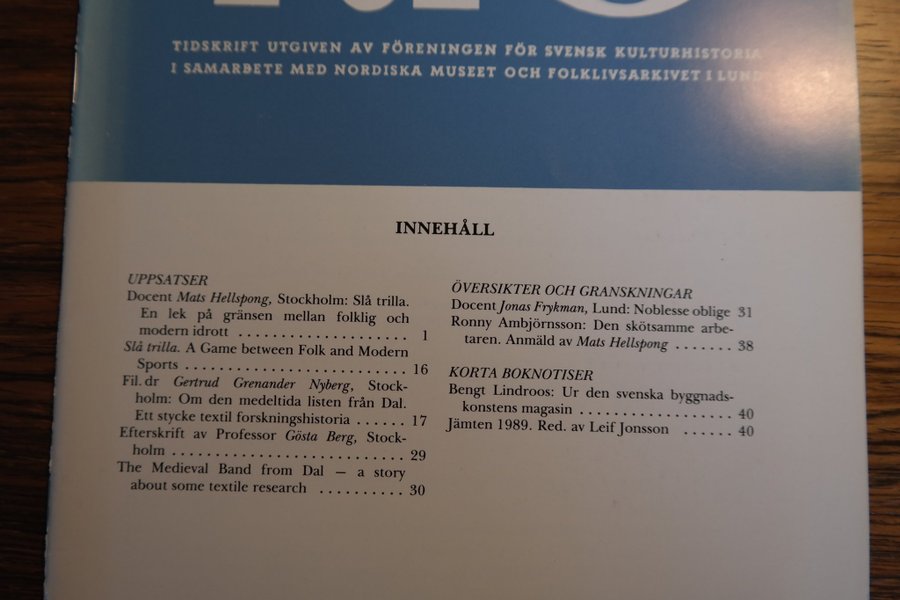 TIDSKRIFT UTGIVEN AV FÖRENINGEN FÖR SVENSK KULTURHISTORIA
I SAMARBETE MED NORDISKA MUSEET OCH FOLKLIVSARKIVET I LUND
INNEHÅLL
UPPSATSER
Docent Mats Hellspong, Stockholm: Slå trilla.
En lek på gränsen mellan folklig och
modern idrott . . . . . . . . . . . . . . . . . . 1
Slå trilla. A Game between Folk and Modern
Sports . . . . . . . . . . . . . . . . . . . . . . . . 16
Fil. dr Gertrud Grenander Nyberg, Stock-
holm: Om den medeltida listen från Dal.
Ett stycke textil forskningshistoria . . . . . . 17
Efterskrift av Professor Gösta Berg, Stock-
holm . . . . . . . . . . . . . . . . . . . . . . . . . 29
The Medieval Band from Dal – a story
about some textile research . . . . . . . . . . 30
ÖVERSIKTER OCH GRANSKNINGAR
Docent Jonas Frykman, Lund: Noblesse oblige 31
Ronny Ambjörnsson: Den skötsamme arbe-
taren. Anmäld av Mats Hellspong . . . . . . . 38
KORTA BOKNOTISER
Bengt Lindroos: Ur den svenska byggnads-
konstens magasin . . . . . . . . . . . . . . . . . 40
Jämten 1989. Red. av Leif Jonsson . . . . . . 40